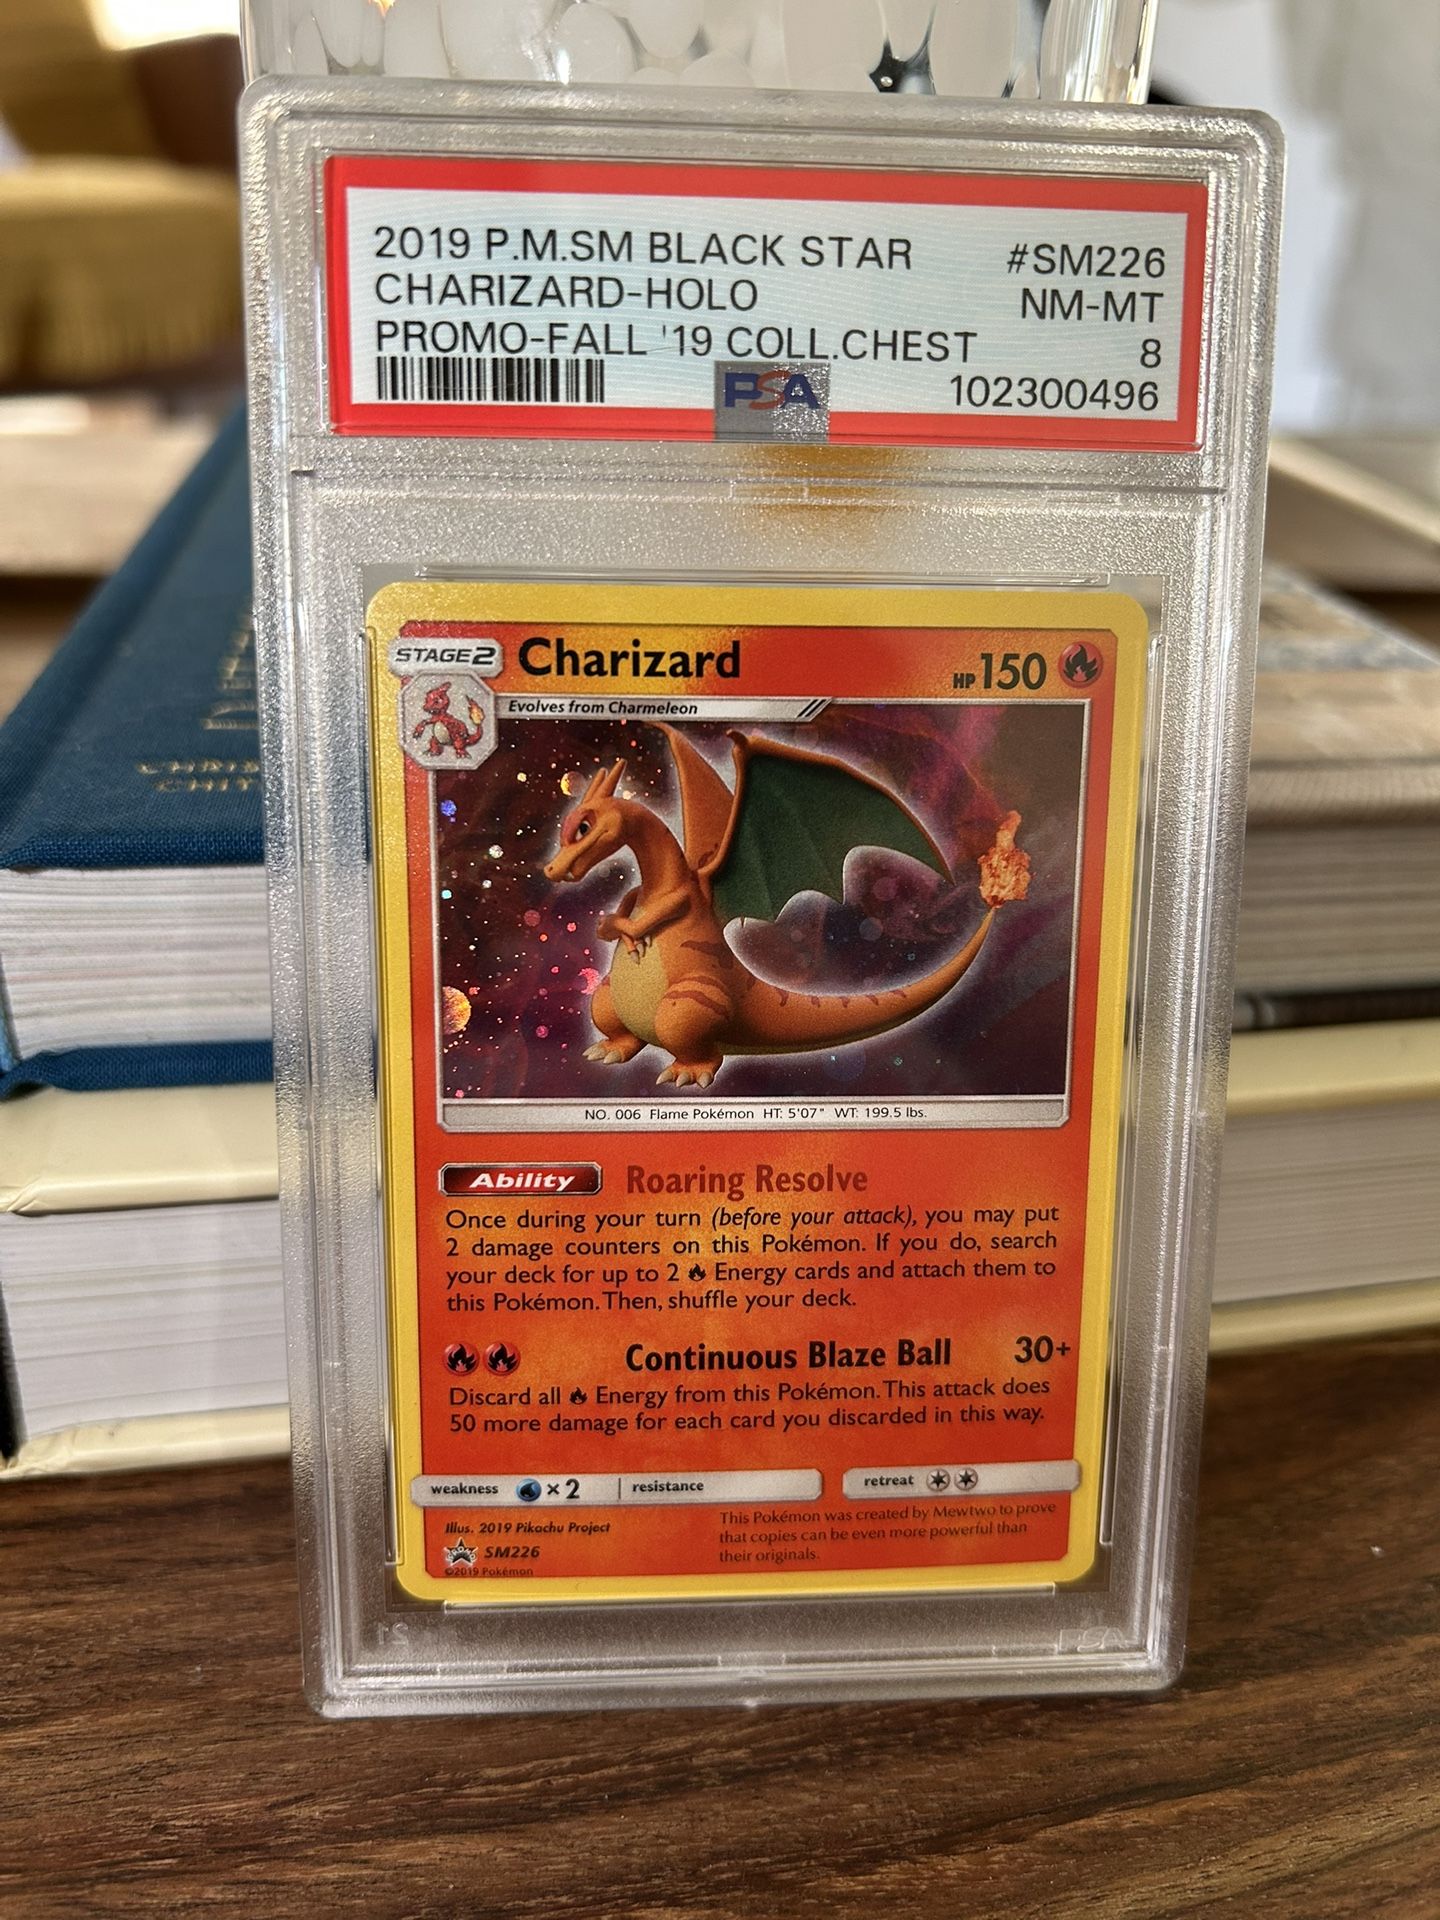 2019 P.M.SM BLACK STAR #SM226
CHARIZARD-HOLO NM-MT
PROMO-FALL '19 COLL.CHEST 8
PSA 102300496
STAGE2 Charizard HP150
Evolves from Charmeleon
NO. 006 Flame Pokémon HT: 5'07" WT: 199.5 lbs.
Ability Roaring Resolve
Once during your turn (before your attack), you may put
2 damage counters on this Pokémon. If you do, search
your deck for up to 2 Energy cards and attach them to
this Pokémon. Then, shuffle your deck.
Continuous Blaze Ball 30+
Discard all Energy from this Pokémon. This attack does
50 more damage for each card you discarded in this way.
weakness ×2 resistance retreat
Illus. 2019 Pikachu Project
PROMO SM226
©2019 Pokémon
This Pokémon was created by Mewtwo to prove
that copies can be even more powerful than
their originals.
PSA